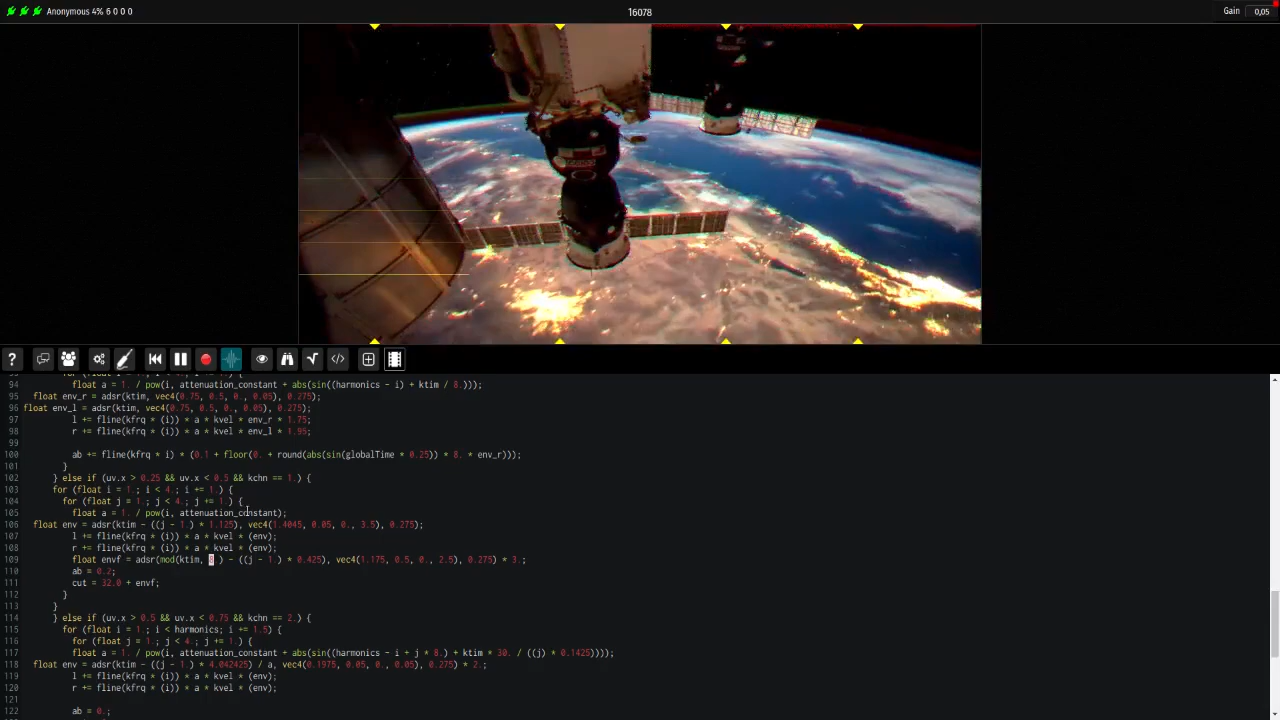 Anonymous 4% 6 0 0 0
16078
Gain 0,05
94 float a = 1. / pow(i, attenuation_constant + abs(sin((harmonics - i) + ktim / 8.)));
95 float env_r = adsr(ktim, vec4(0.75, 0.5, 0., 0.05), 0.275);
96 float env_l = adsr(ktim, vec4(0.75, 0.5, 0., 0.05), 0.275);
97 l += fline(kfrq * (i)) * a * kvel * env_r * 1.75;
98 r += fline(kfrq * (i)) * a * kvel * env_l * 1.95;
99
100 ab += fline(kfrq * i) * (0.1 + floor(0. + round(abs(sin(globalTime * 0.25)) * 8. * env_r)));
101 }
102 } else if (uv.x > 0.25 && uv.x < 0.5 && kchn == 1.) {
103 for (float i = 1.; i < 4.; i += 1.) {
104 for (float j = 1.; j < 4.; j += 1.) {
105 float a = 1. / pow(i, attenuation_constant);
106 float env = adsr(ktim - ((j - 1.) * 1.125), vec4(1.4045, 0.05, 0., 3.5), 0.275);
107 l += fline(kfrq * (i)) * a * kvel * (env);
108 r += fline(kfrq * (i)) * a * kvel * (env);
109 float envf = adsr(mod(ktim, 8.) - ((j - 1.) * 0.425), vec4(1.175, 0.5, 0., 2.5), 0.275) * 3.;
110 ab = 0.2;
111 cut = 32.0 + envf;
112 }
113 }
114 } else if (uv.x > 0.5 && uv.x < 0.75 && kchn == 2.) {
115 for (float i = 1.; i < harmonics; i += 1.5) {
116 for (float j = 1.; j < 4.; j += 1.) {
117 float a = 1. / pow(i, attenuation_constant + abs(sin((harmonics - i + j * 8.) + ktim * 30. / ((j) * 0.1425))));
118 float env = adsr(ktim - ((j - 1.) * 4.042425) / a, vec4(0.1975, 0.05, 0., 0.05), 0.275) * 2.;
119 l += fline(kfrq * (i)) * a * kvel * (env);
120 r += fline(kfrq * (i)) * a * kvel * (env);
121
122 ab = 0.;